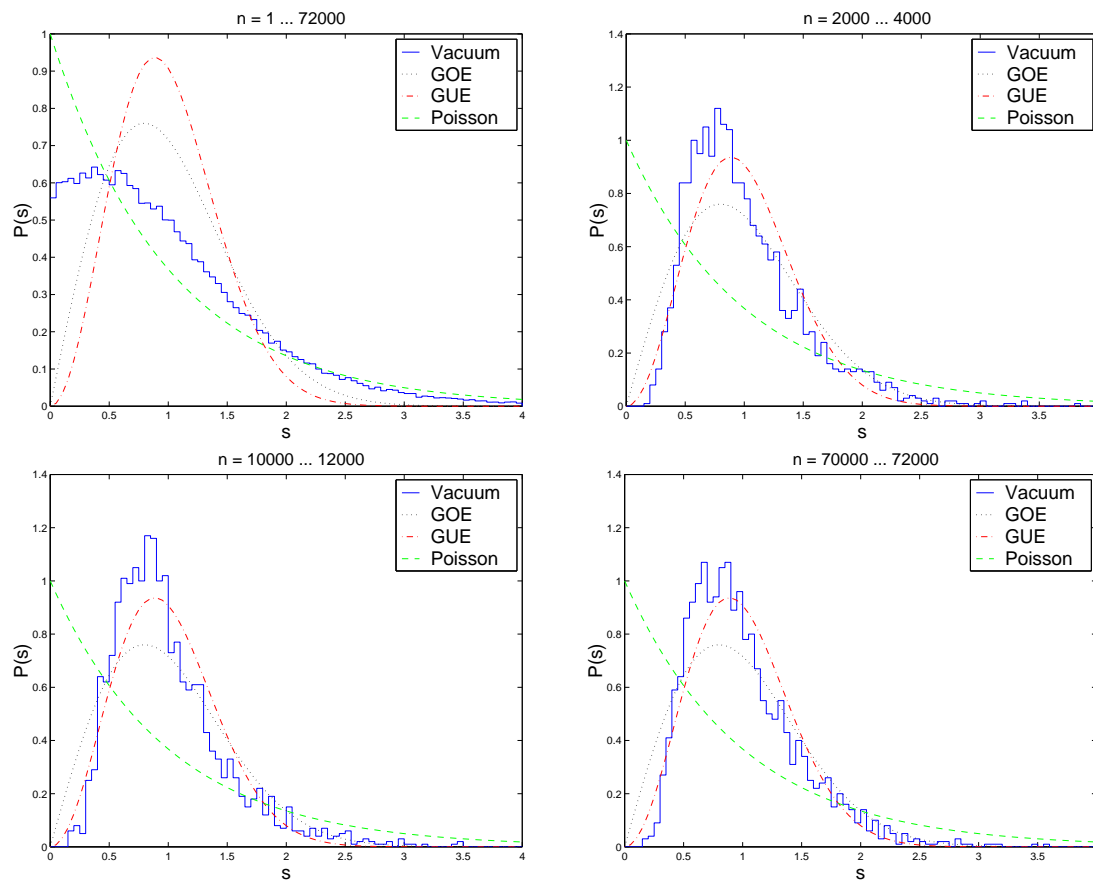 n = 1 ... 72000
1
0.9
0.8
0.7
0.6
0.5
0.4
0.3
0.2
0.1
0
P(s)
Vacuum
GOE
GUE
Poisson
0 0.5 1 1.5 2 2.5 3 3.5 4
s
n = 2000 ... 4000
1.4
1.2
1
0.8
0.6
0.4
0.2
0
P(s)
Vacuum
GOE
GUE
Poisson
0 0.5 1 1.5 2 2.5 3 3.5
s
n = 10000 ... 12000
1.4
1.2
1
0.8
0.6
0.4
0.2
0
P(s)
Vacuum
GOE
GUE
Poisson
0 0.5 1 1.5 2 2.5 3 3.5 4
s
n = 70000 ... 72000
1.4
1.2
1
0.8
0.6
0.4
0.2
0
P(s)
Vacuum
GOE
GUE
Poisson
0 0.5 1 1.5 2 2.5 3 3.5
s